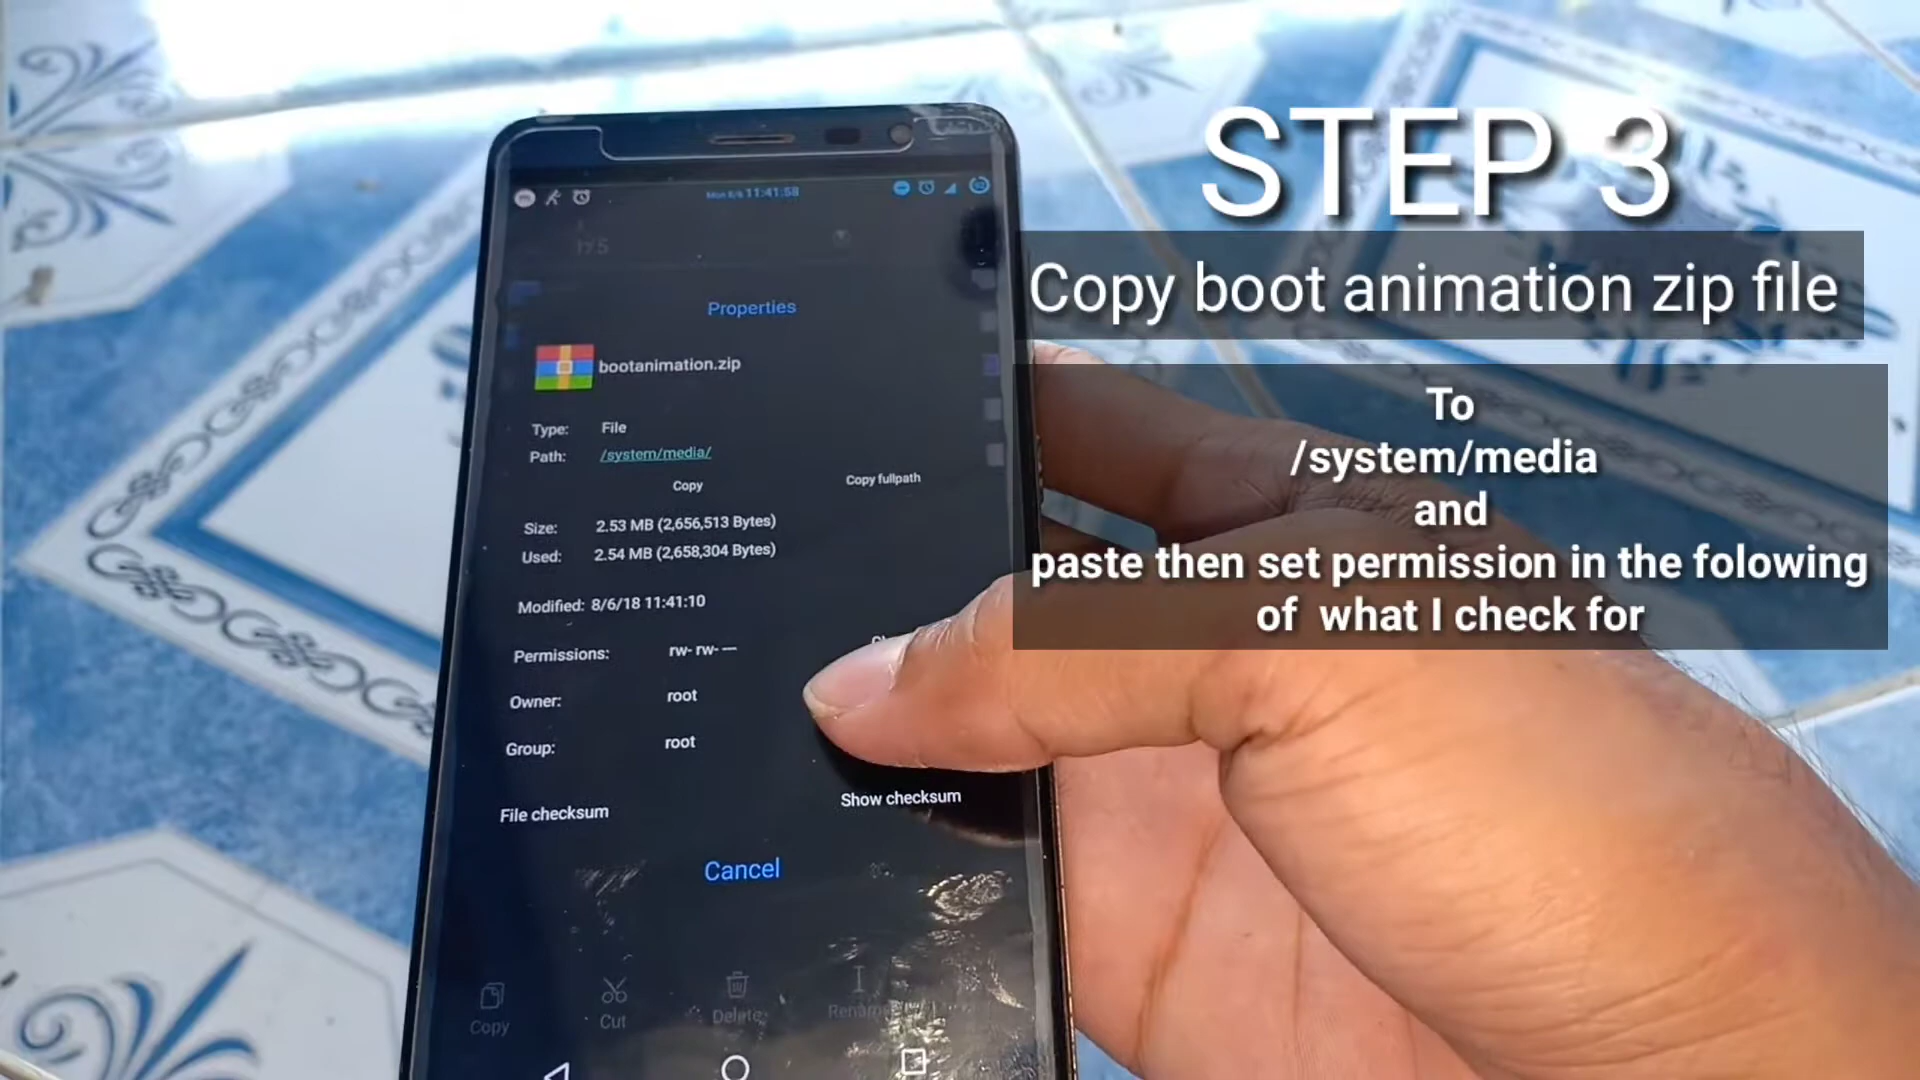 STEP 3
Copy boot animation zip file
To
/system/media
and
paste then set permission in the folowing
of what I check for
11:41:58
Properties
bootanimation.zip
Type: File
Path: /system/media/
Copy Copy fullpath
Size: 2.53 MB (2,656,513 Bytes)
Used: 2.54 MB (2,658,304 Bytes)
Modified: 8/6/18 11:41:10
Permissions: rw- rw- ---
Owner: root
Group: root
File checksum Show checksum
Cancel
Copy Cut Delete